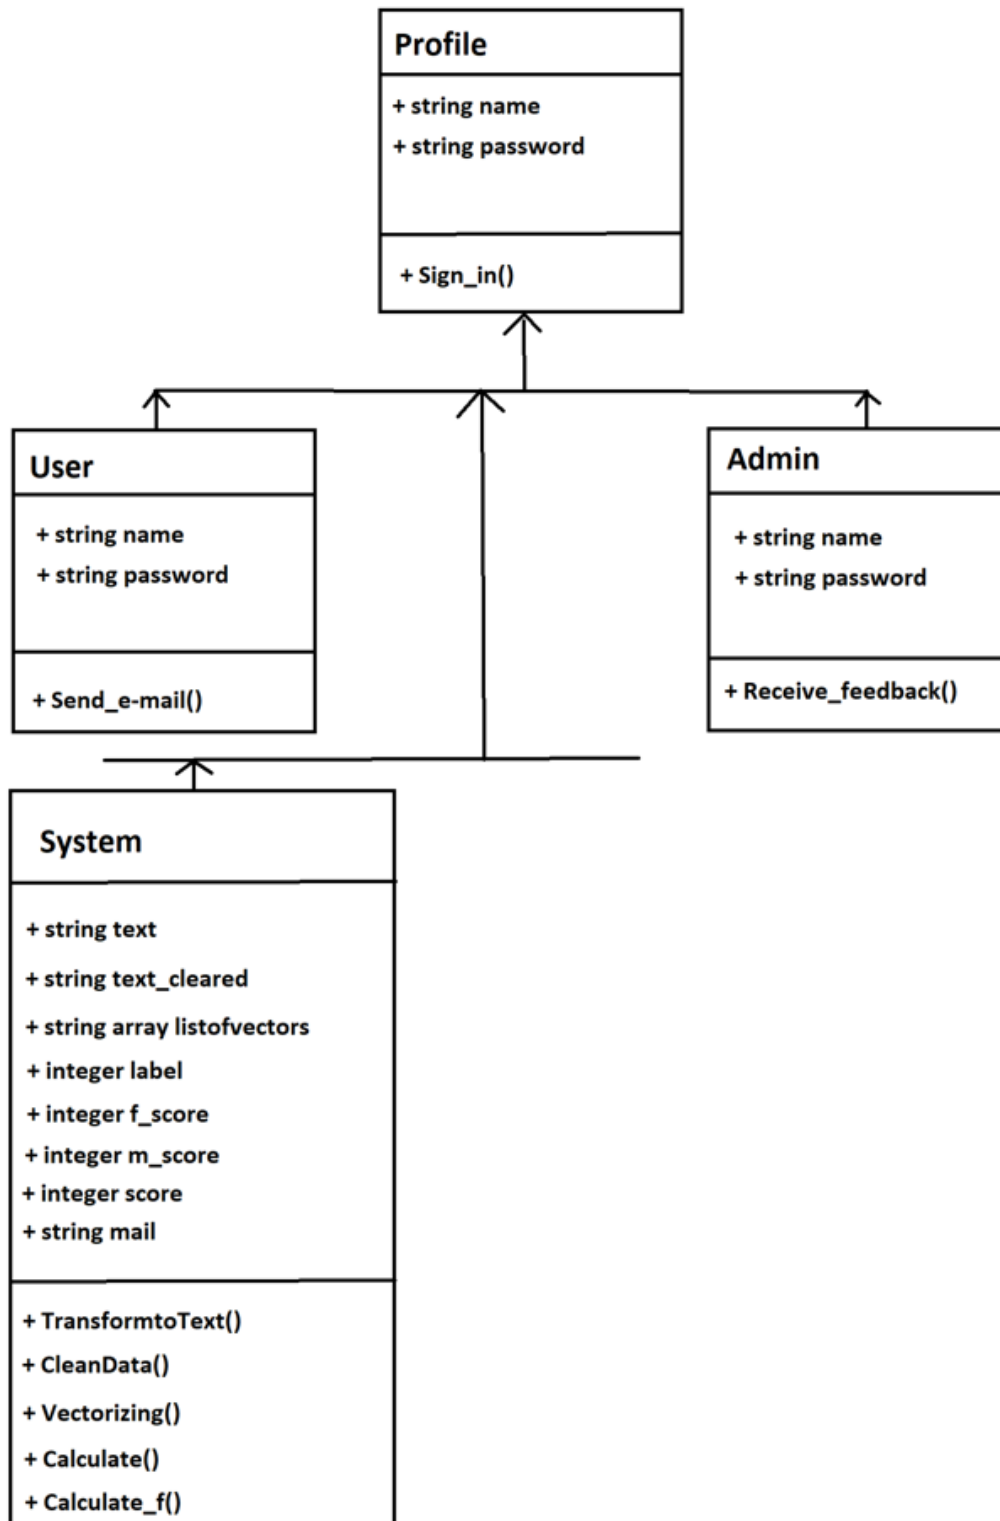 Profile
+ string name
+ string password
+ Sign_in()
User
+ string name
+ string password
+ Send_e-mail()
Admin
+ string name
+ string password
+ Receive_feedback()
System
+ string text
+ string text_cleared
+ string array listofvectors
+ integer label
+ integer f_score
+ integer m_score
+ integer score
+ string mail
+ TransformtoText()
+ CleanData()
+ Vectorizing()
+ Calculate()
+ Calculate_f()